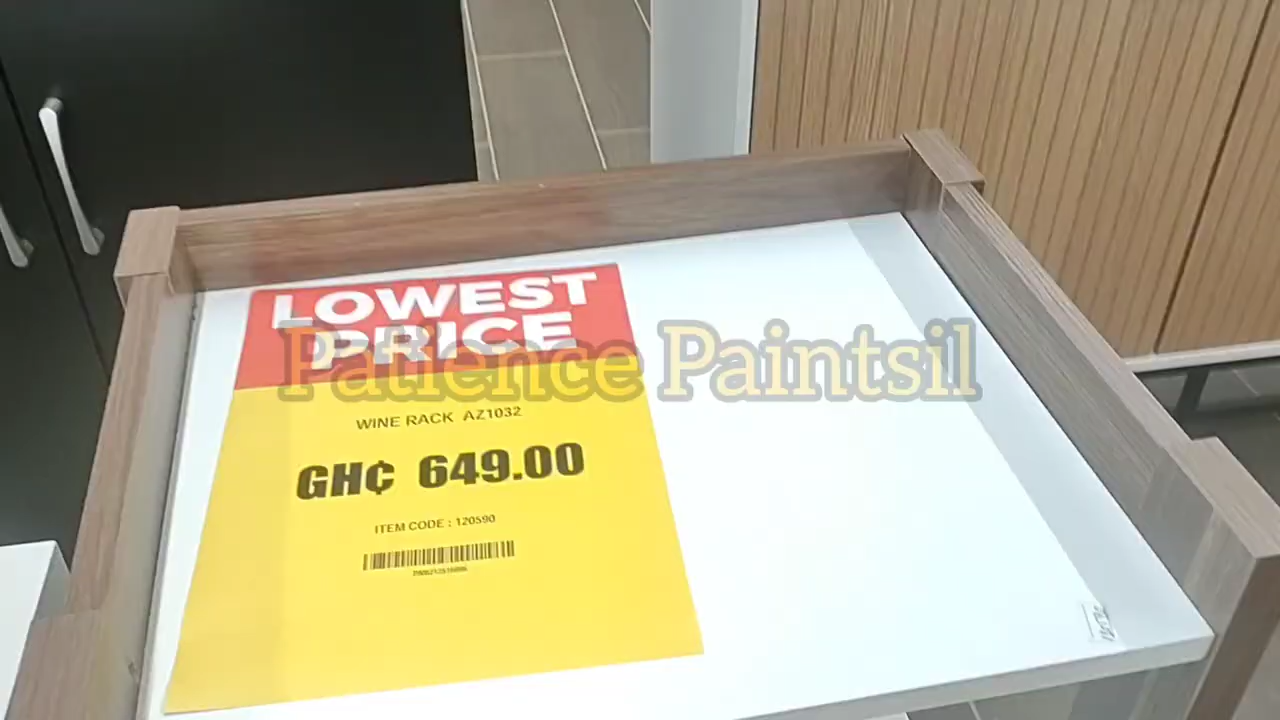 LOWEST
PRICE
Patience Paintsil
WINE RACK AZ1032
GH₵ 649.00
ITEM CODE : 120590